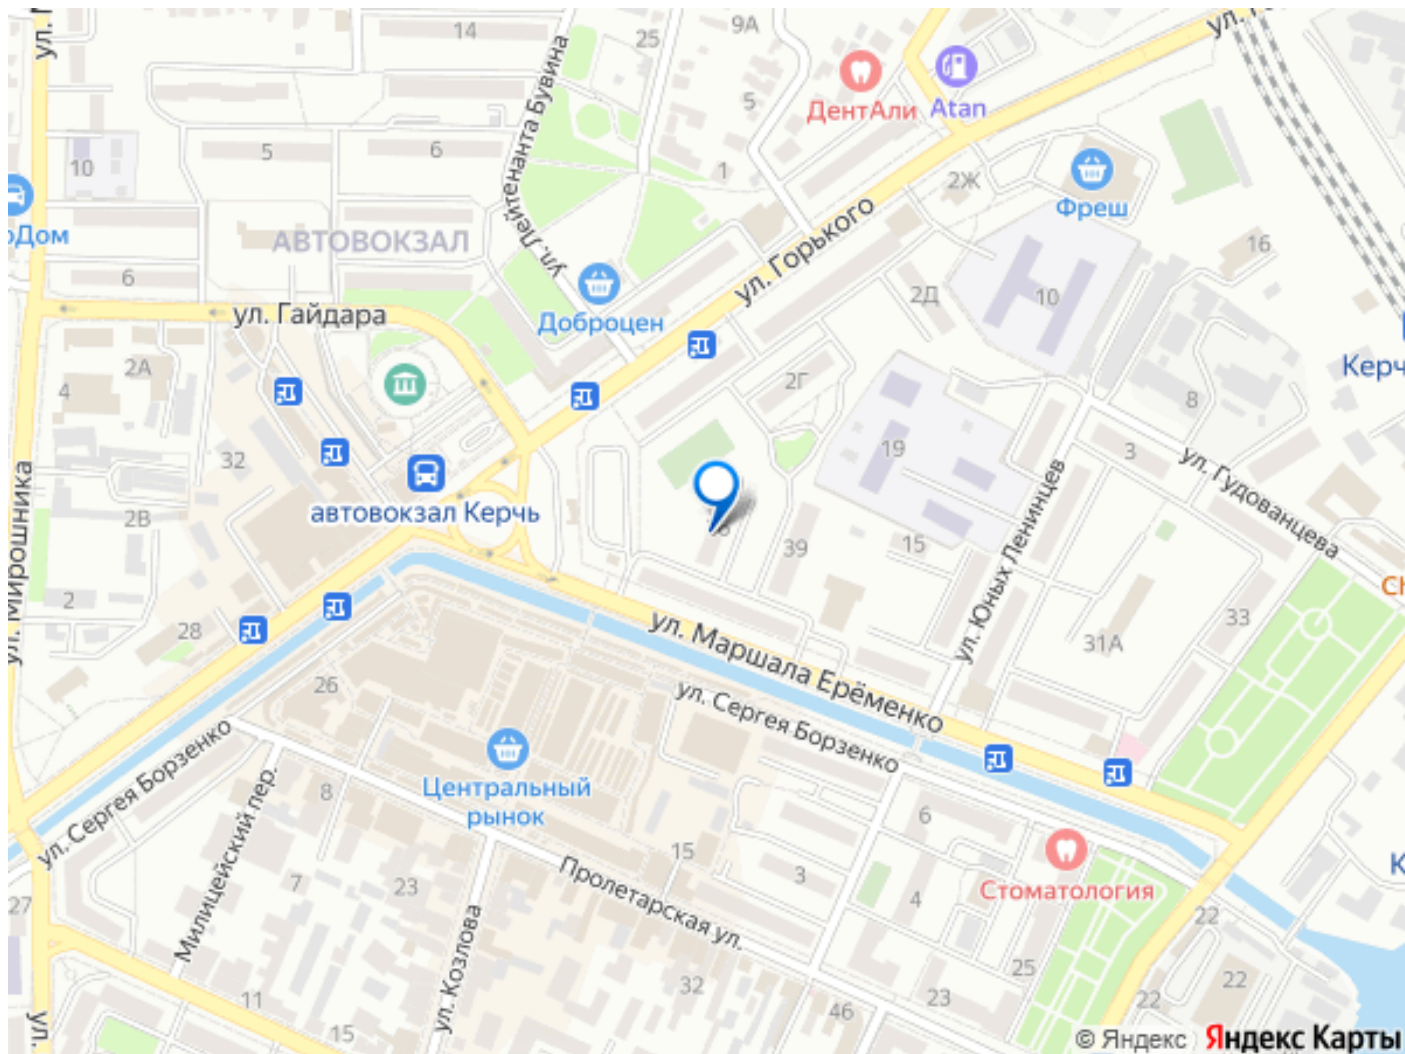 14
25
9А
ДентАли
Atan
5
10
5
6
1
ул. Лейтенанта Бувина
2Ж
Фреш
оДом
АВТОВОКЗАЛ
ул. Горького
16
6
ул. Гайдара
Доброцен
2Д
10
2А
4
2Г
Керч
8
32
19
3
ул. Гудованцева
автовокзал Керчь
2В
39
15
ул. Юных Ленинцев
ул. Мирошника
2
28
33
31А
Ch
ул. Маршала Ерёменко
26
ул. Сергея Борзенко
Центральный
рынок
ул. Сергея Борзенко
Милицейский пер.
8
6
15
Стоматология
К
7
23
3
4
27
Пролетарская ул.
22
ул. Козлова
25
11
32
23
22
22
15
46
ул.
© Яндекс
Яндекс Карты